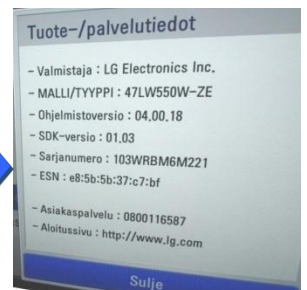 Tuote-/palvelutiedot
- Valmistaja : LG Electronics Inc.
- MALLI/TYYPPI : 47LW550W-ZE
- Ohjelmistoversio : 04.00.18
- SDK-versio : 01.03
- Sarjanumero : 103WRBM6M221
- ESN : e8:5b:5b:37:c7:bf
- Asiakaspalvelu : 0800116587
- Aloitussivu : http://www.lg.com
Sulje